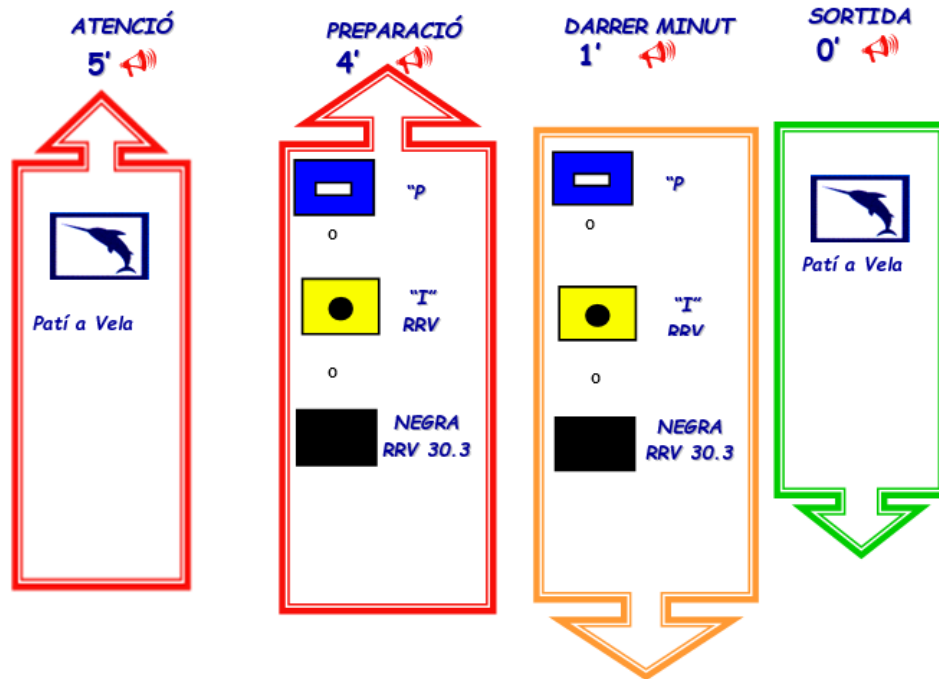 ATENCIÓ
5'
Patí a Vela
PREPARACIÓ
4'
"P
o
"I"
RRV
o
NEGRA
RRV 30.3
DARRER MINUT
1'
"P
o
"I"
RRV
o
NEGRA
RRV 30.3
SORTIDA
0'
Patí a Vela